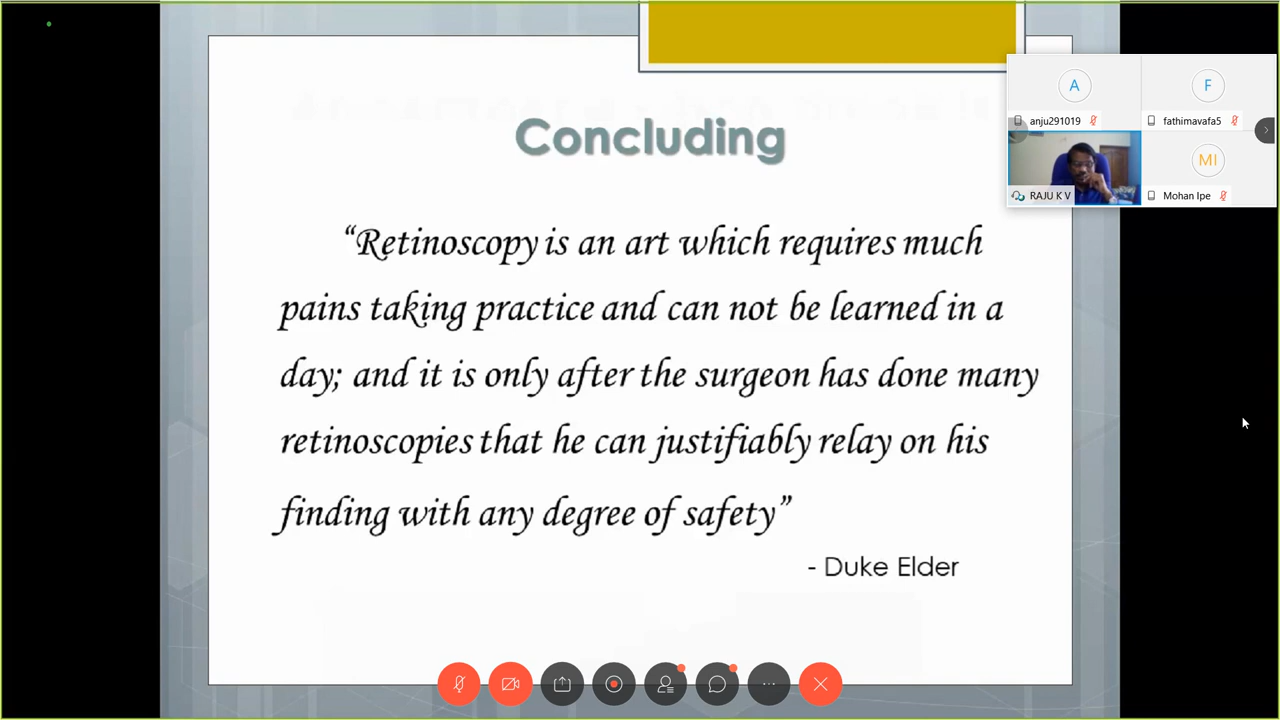 Concluding
“Retinoscopy is an art which requires much
pains taking practice and can not be learned in a
day; and it is only after the surgeon has done many
retinoscopies that he can justifiably relay on his
finding with any degree of safety”
- Duke Elder
A
anju291019
F
fathimavafa5
RAJU K V
MI
Mohan Ipe